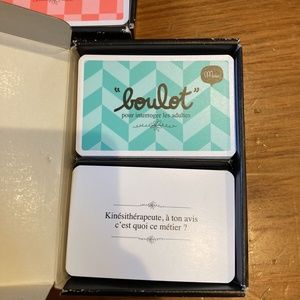 "boulot"
pour interroger les adultes
Kinésithérapeute, à ton avis
c'est quoi ce métier ?